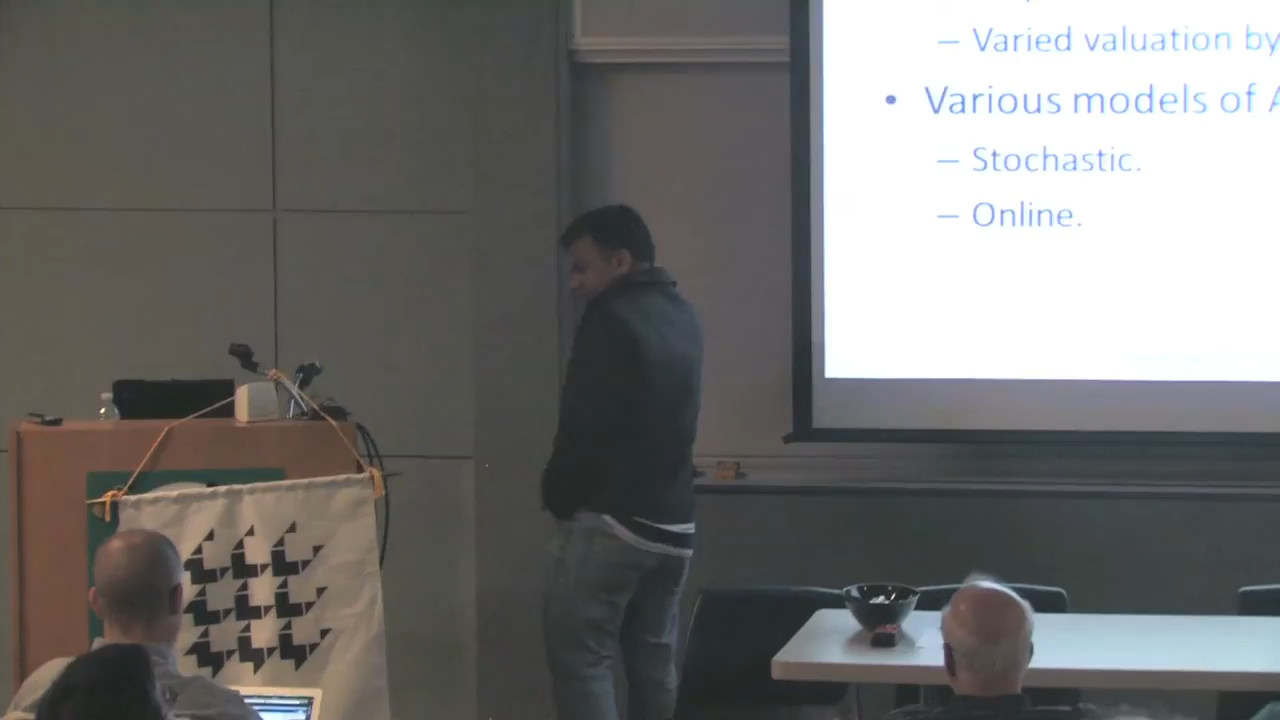 – Varied valuation by
• Various models of A
– Stochastic.
– Online.